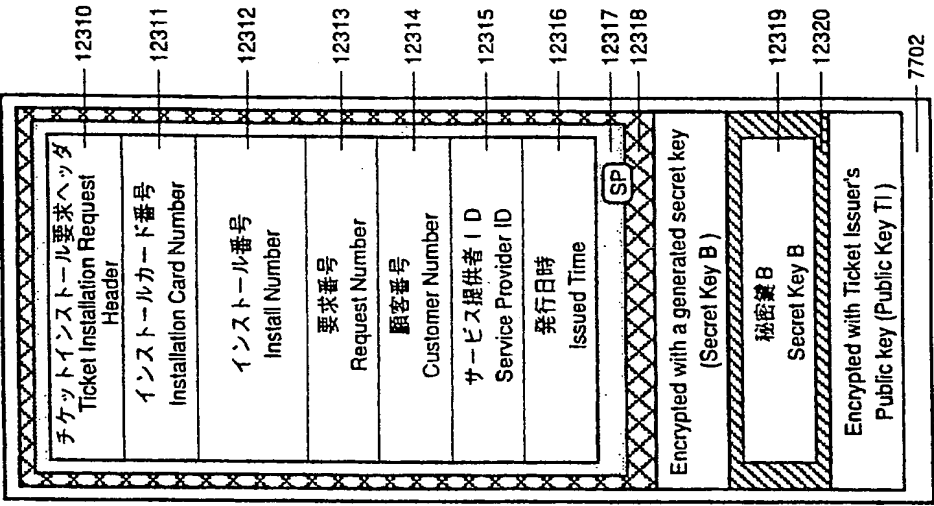 チケットインストール要求ヘッダ
Ticket Installation Request
Header
12310
インストールカード番号
Installation Card Number
12311
インストール番号
Install Number
12312
要求番号
Request Number
12313
顧客番号
Customer Number
12314
サービス提供者ID
Service Provider ID
12315
発行日時
Issued Time
12316
SP
12317
12318
Encrypted with a generated secret key
(Secret Key B)
秘密鍵B
Secret Key B
12319
12320
Encrypted with Ticket Issuer's
Public key (Public Key TI)
7702